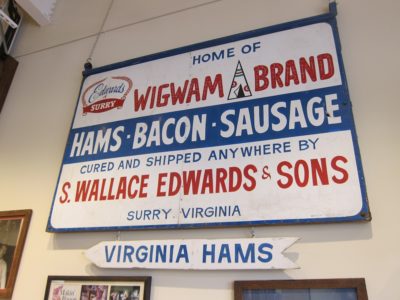 HOME OF
Edwards
SURRY
WIGWAM BRAND
HAMS · BACON · SAUSAGE
CURED AND SHIPPED ANYWHERE BY
S. WALLACE EDWARDS & SONS
SURRY, VIRGINIA
VIRGINIA HAMS